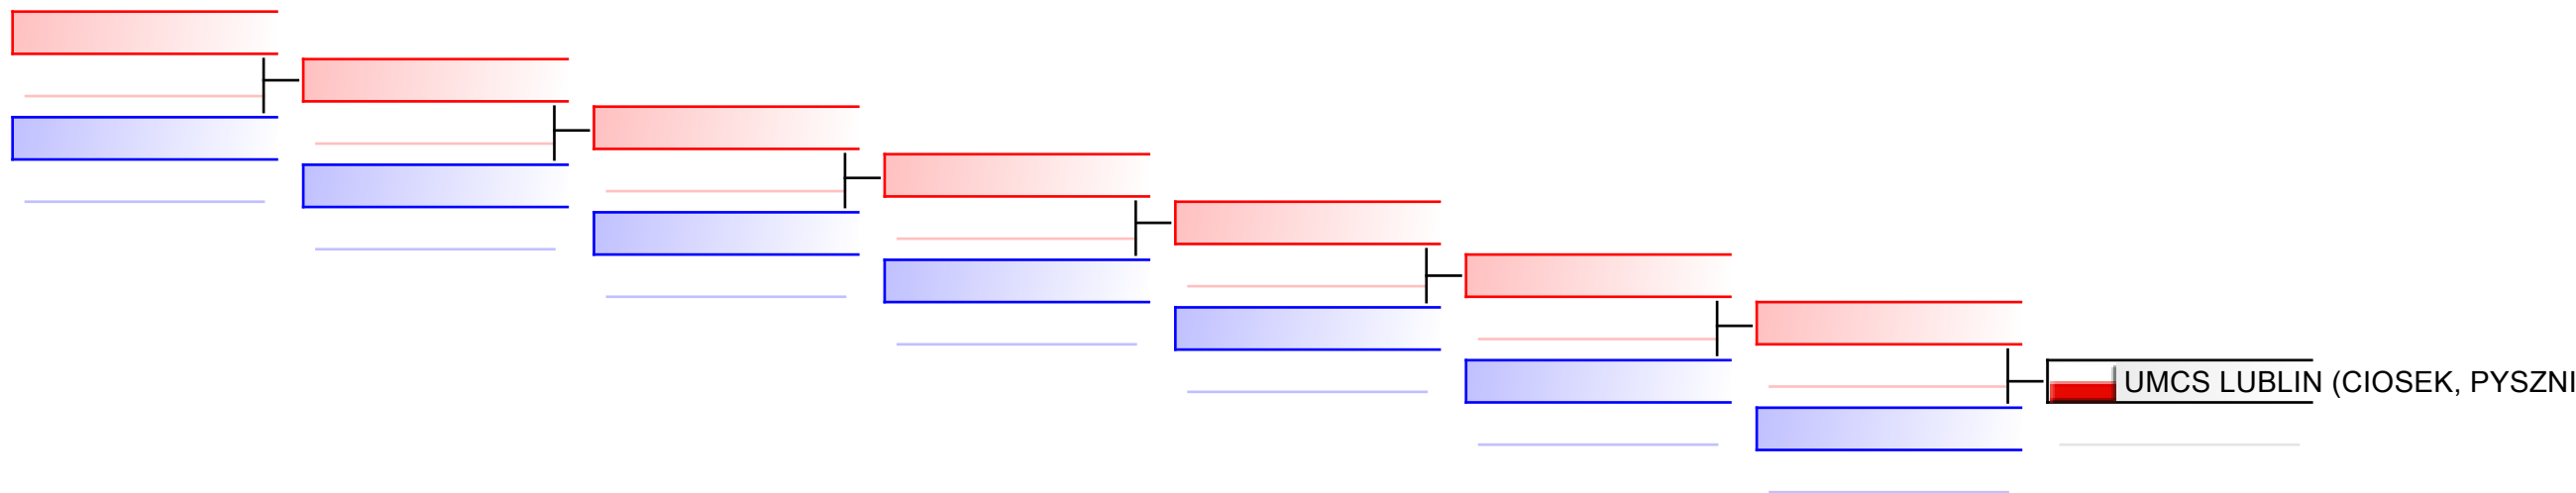 UMCS LUBLIN (CIOSEK, PYSZNI